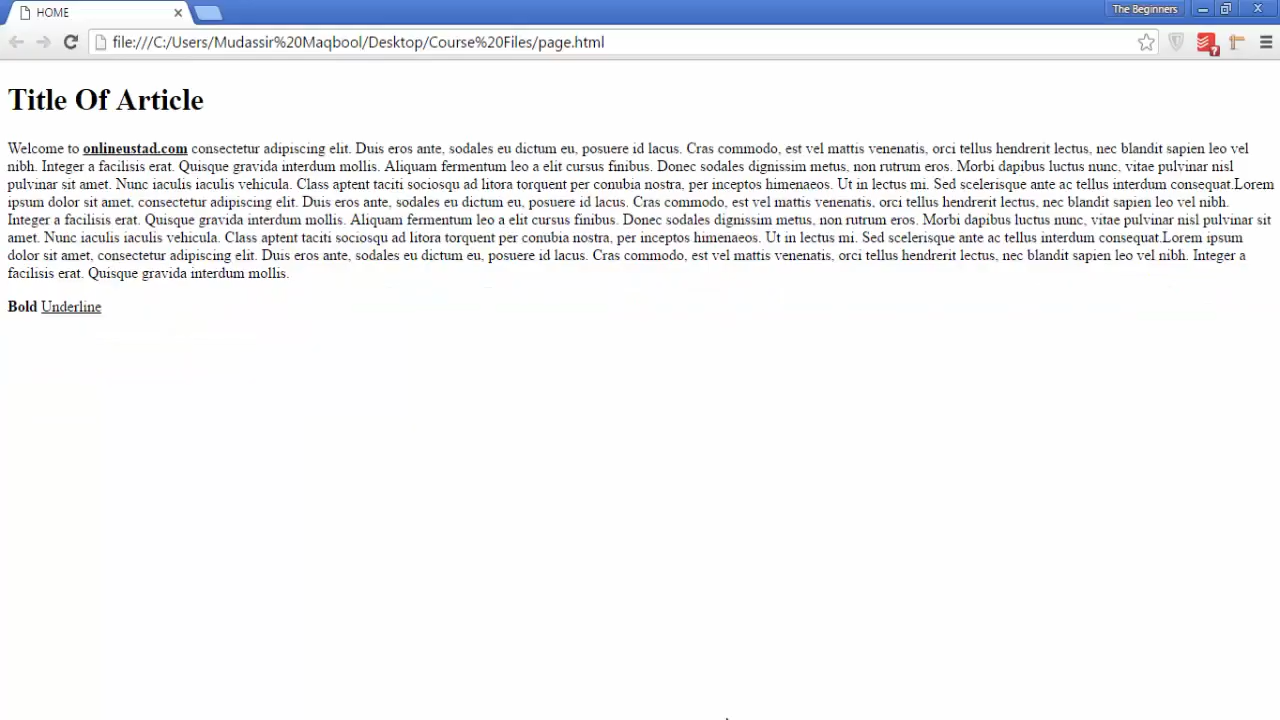 HOME
The Beginners
file:///C:/Users/Mudassir%20Maqbool/Desktop/Course%20Files/page.html
7
Title Of Article
Welcome to onlineustad.com consectetur adipiscing elit. Duis eros ante, sodales eu dictum eu, posuere id lacus. Cras commodo, est vel mattis venenatis, orci tellus hendrerit lectus, nec blandit sapien leo vel
nibh. Integer a facilisis erat. Quisque gravida interdum mollis. Aliquam fermentum leo a elit cursus finibus. Donec sodales dignissim metus, non rutrum eros. Morbi dapibus luctus nunc, vitae pulvinar nisl
pulvinar sit amet. Nunc iaculis iaculis vehicula. Class aptent taciti sociosqu ad litora torquent per conubia nostra, per inceptos himenaeos. Ut in lectus mi. Sed scelerisque ante ac tellus interdum consequat.Lorem
ipsum dolor sit amet, consectetur adipiscing elit. Duis eros ante, sodales eu dictum eu, posuere id lacus. Cras commodo, est vel mattis venenatis, orci tellus hendrerit lectus, nec blandit sapien leo vel nibh.
Integer a facilisis erat. Quisque gravida interdum mollis. Aliquam fermentum leo a elit cursus finibus. Donec sodales dignissim metus, non rutrum eros. Morbi dapibus luctus nunc, vitae pulvinar nisl pulvinar sit
amet. Nunc iaculis iaculis vehicula. Class aptent taciti sociosqu ad litora torquent per conubia nostra, per inceptos himenaeos. Ut in lectus mi. Sed scelerisque ante ac tellus interdum consequat.Lorem ipsum
dolor sit amet, consectetur adipiscing elit. Duis eros ante, sodales eu dictum eu, posuere id lacus. Cras commodo, est vel mattis venenatis, orci tellus hendrerit lectus, nec blandit sapien leo vel nibh. Integer a
facilisis erat. Quisque gravida interdum mollis.
Bold Underline